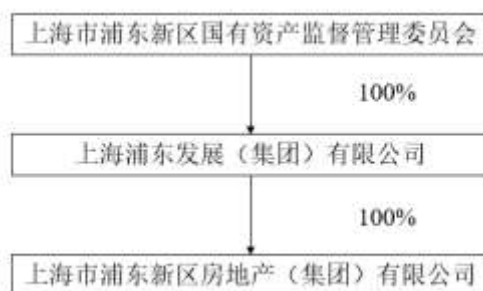 上海市浦东新区国有资产监督管理委员会
100%
上海浦东发展（集团）有限公司
100%
上海市浦东新区房地产（集团）有限公司